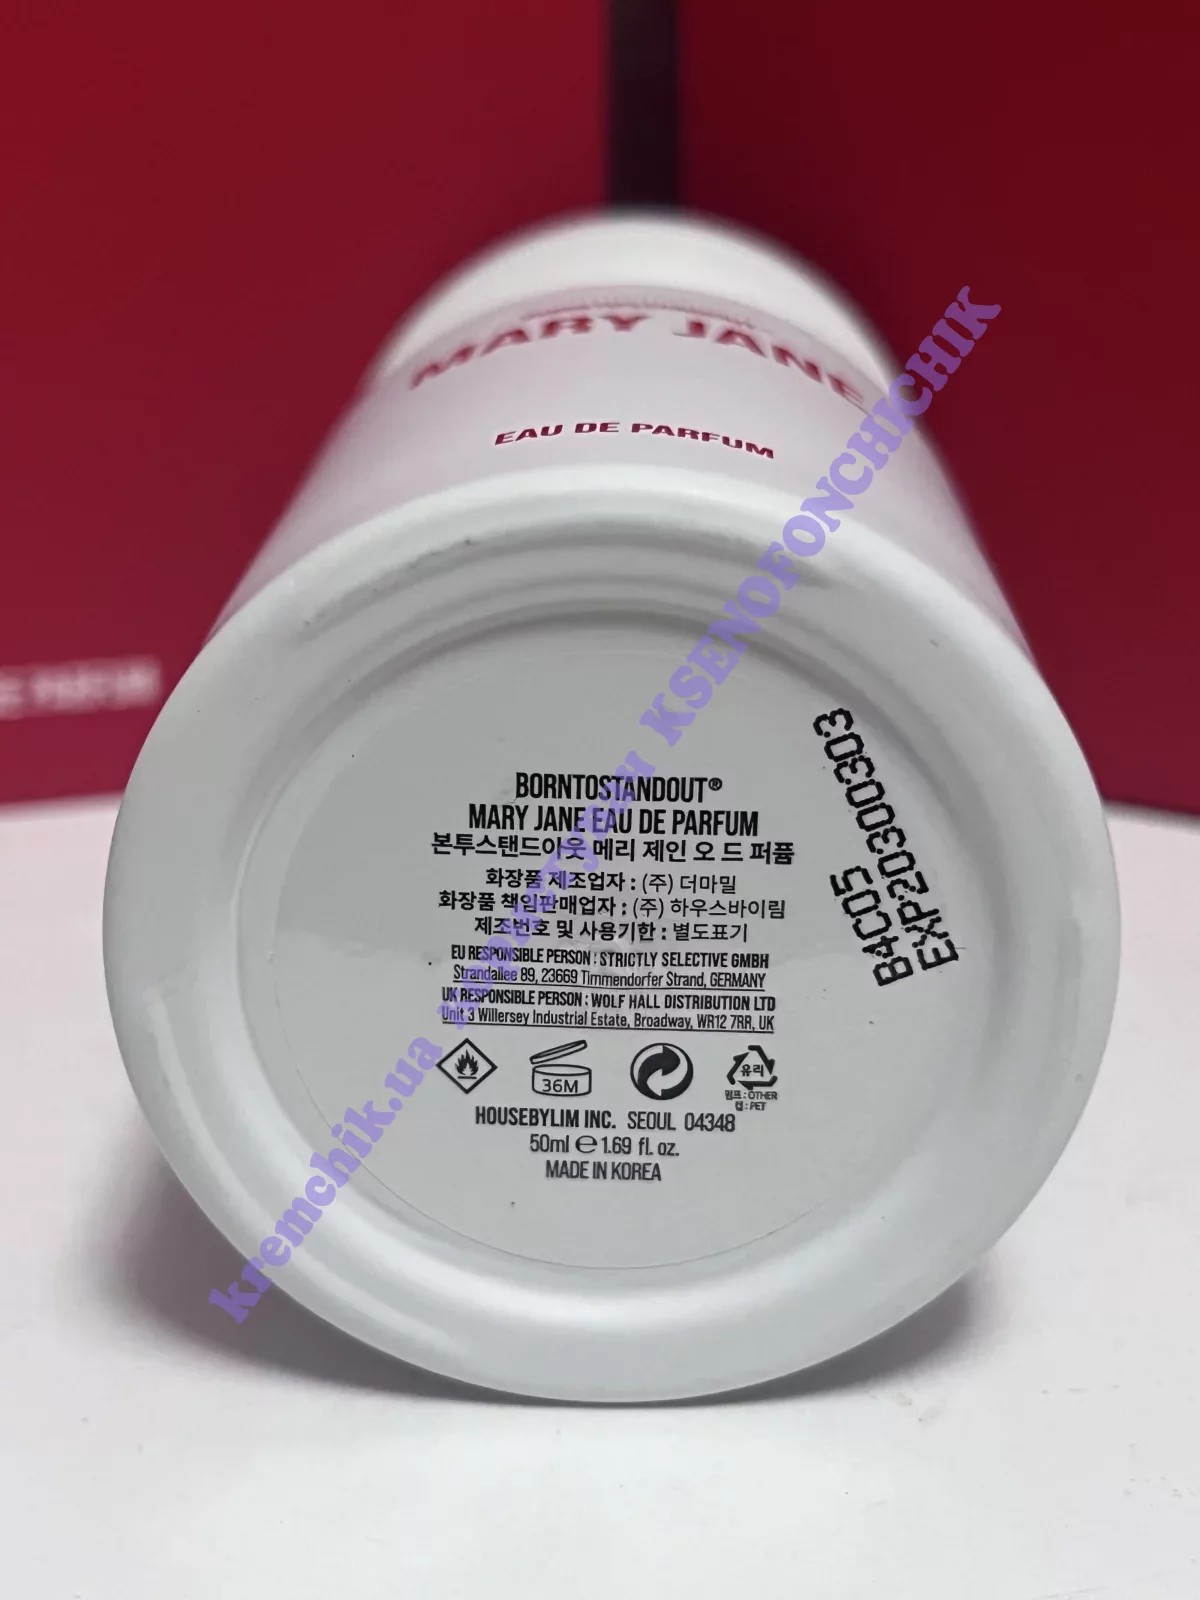 MARY JANE
EAU DE PARFUM
BORNTOSTANDOUT®
MARY JANE EAU DE PARFUM
본투스탠드아웃 메리 제인 오 드 퍼퓸
화장품 제조업자 : (주) 더마밀
화장품 책임판매업자 : (주) 하우스바이림
제조번호 및 사용기한 : 별도표기
EU RESPONSIBLE PERSON : STRICTLY SELECTIVE GMBH
Strandallee 89, 23669 Timmendorfer Strand, GERMANY
UK RESPONSIBLE PERSON : WOLF HALL DISTRIBUTION LTD
Unit 3 Willersey Industrial Estate, Broadway, WR12 7RR, UK
36M
유리
펌프 : OTHER
캡 : PET
HOUSEBYLIM INC. SEOUL 04348
50ml ℮ 1.69 fl. oz.
MADE IN KOREA
B4C05
EXP20300303
kremchik.ua копирубан KSENOFONCHICHIK